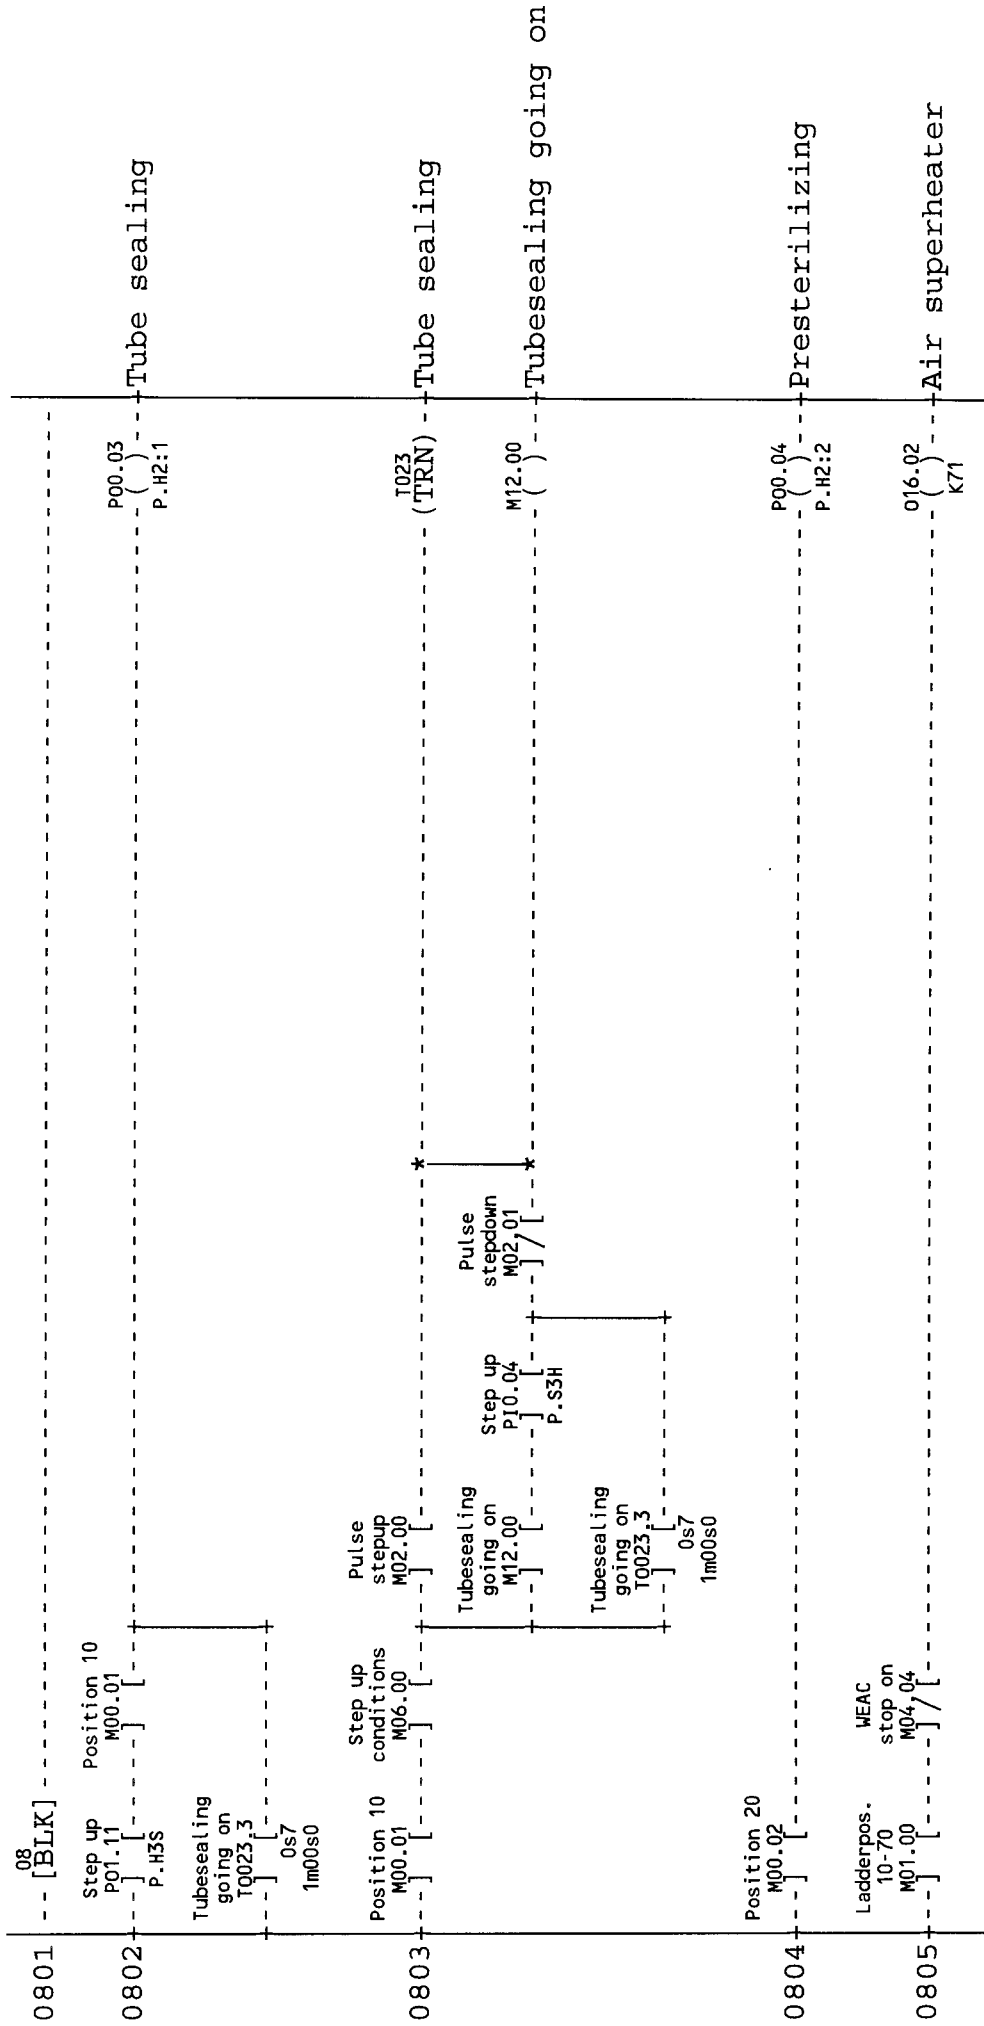 08
0801 [BLK]
Step up Position 10
P01.11 M00.01 P00.03
0802 ] [ ] [ ( ) Tube sealing
P.H3S P.H2:1
Tubesealing
going on
T0023.3
] [
0s7
1m00s0
Step up Pulse
conditions stepup
Position 10
M00.01 M06.00 M02.00 T023
0803 ] [ ] [ ] [ (TRN) Tube sealing
Tubesealing Step up Pulse
going on stepdown
M12.00 PI0.04 M02.01 M12.00
] [ ] [ ]/[ ( ) Tubesealing going on
P.S3H
Tubesealing
going on
T0023.3
] [
0s7
1m00s0
Position 20
M00.02 P00.04
0804 ] [ ( ) Presterilizing
P.H2:2
Ladderpos. WEAC
10-70 stop on
M01.00 M04.04 O16.02
0805 ] [ ]/[ ( ) Air superheater
K71